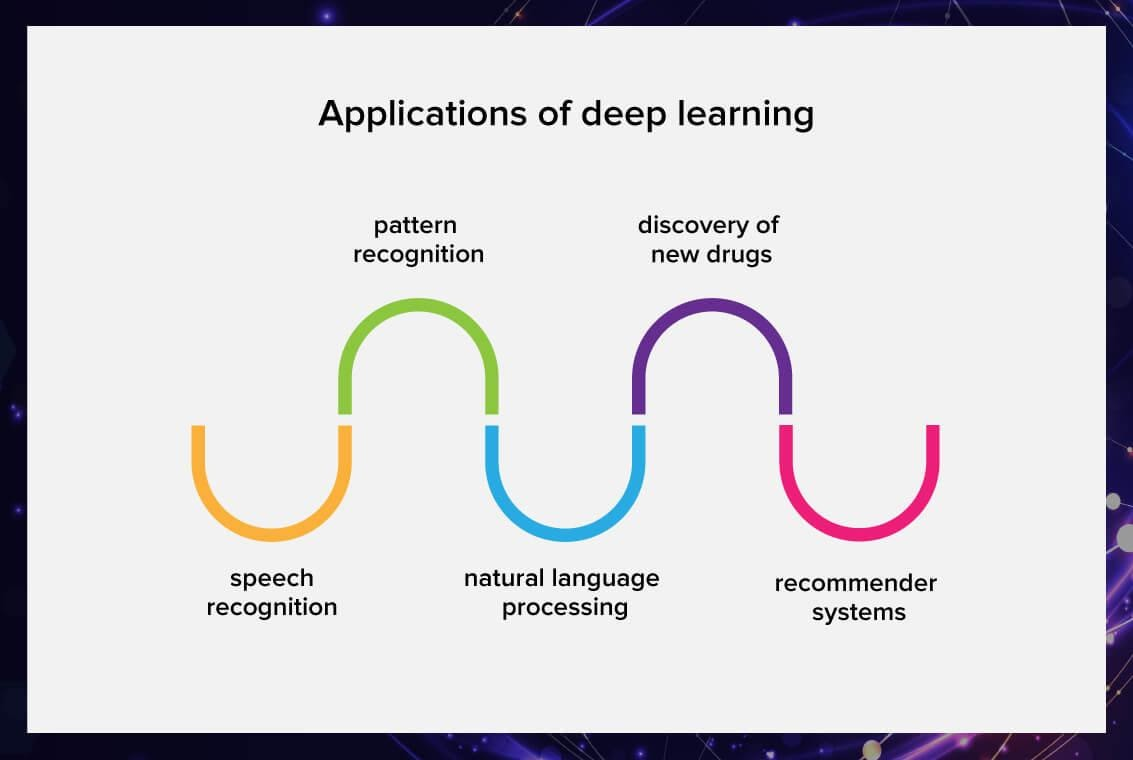 Applications of deep learning
pattern
recognition
discovery of
new drugs
speech
recognition
natural language
processing
recommender
systems